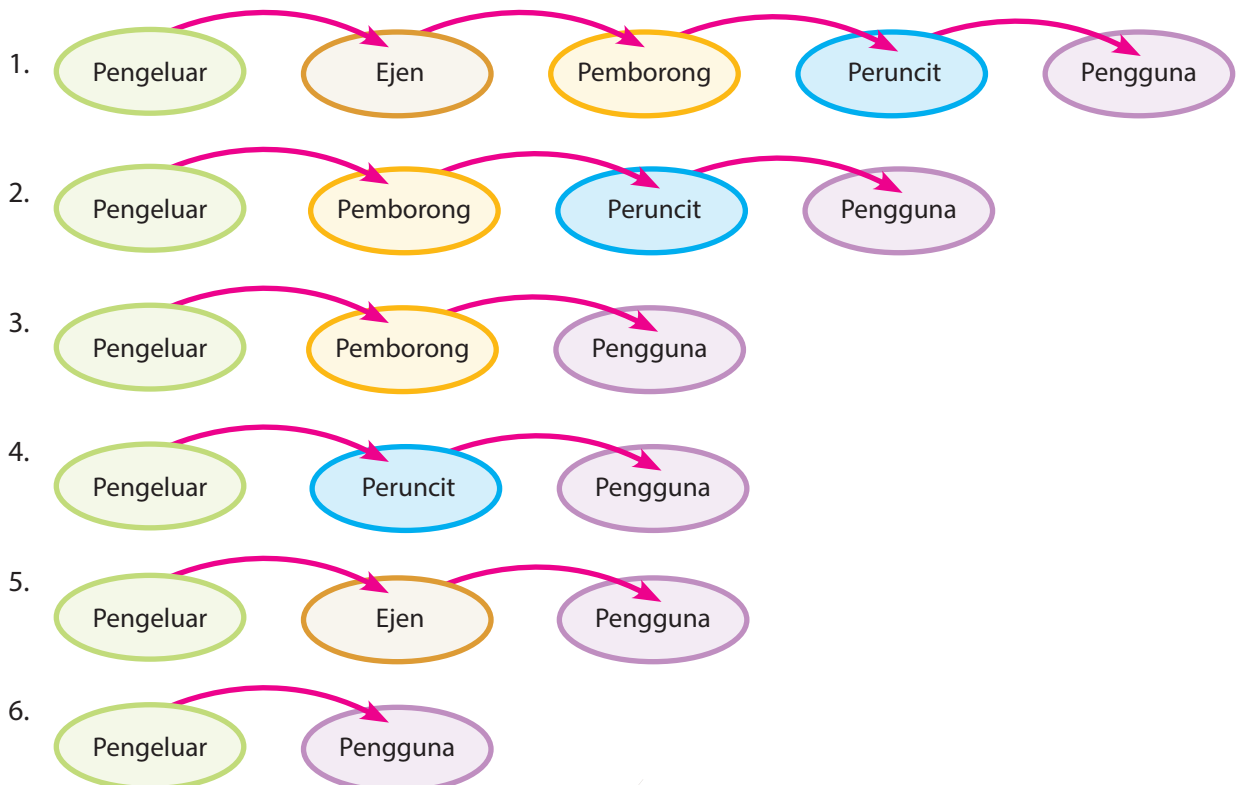 1. Pengeluar Ejen Pemborong Peruncit Pengguna
2. Pengeluar Pemborong Peruncit Pengguna
3. Pengeluar Pemborong Pengguna
4. Pengeluar Peruncit Pengguna
5. Pengeluar Ejen Pengguna
6. Pengeluar Pengguna